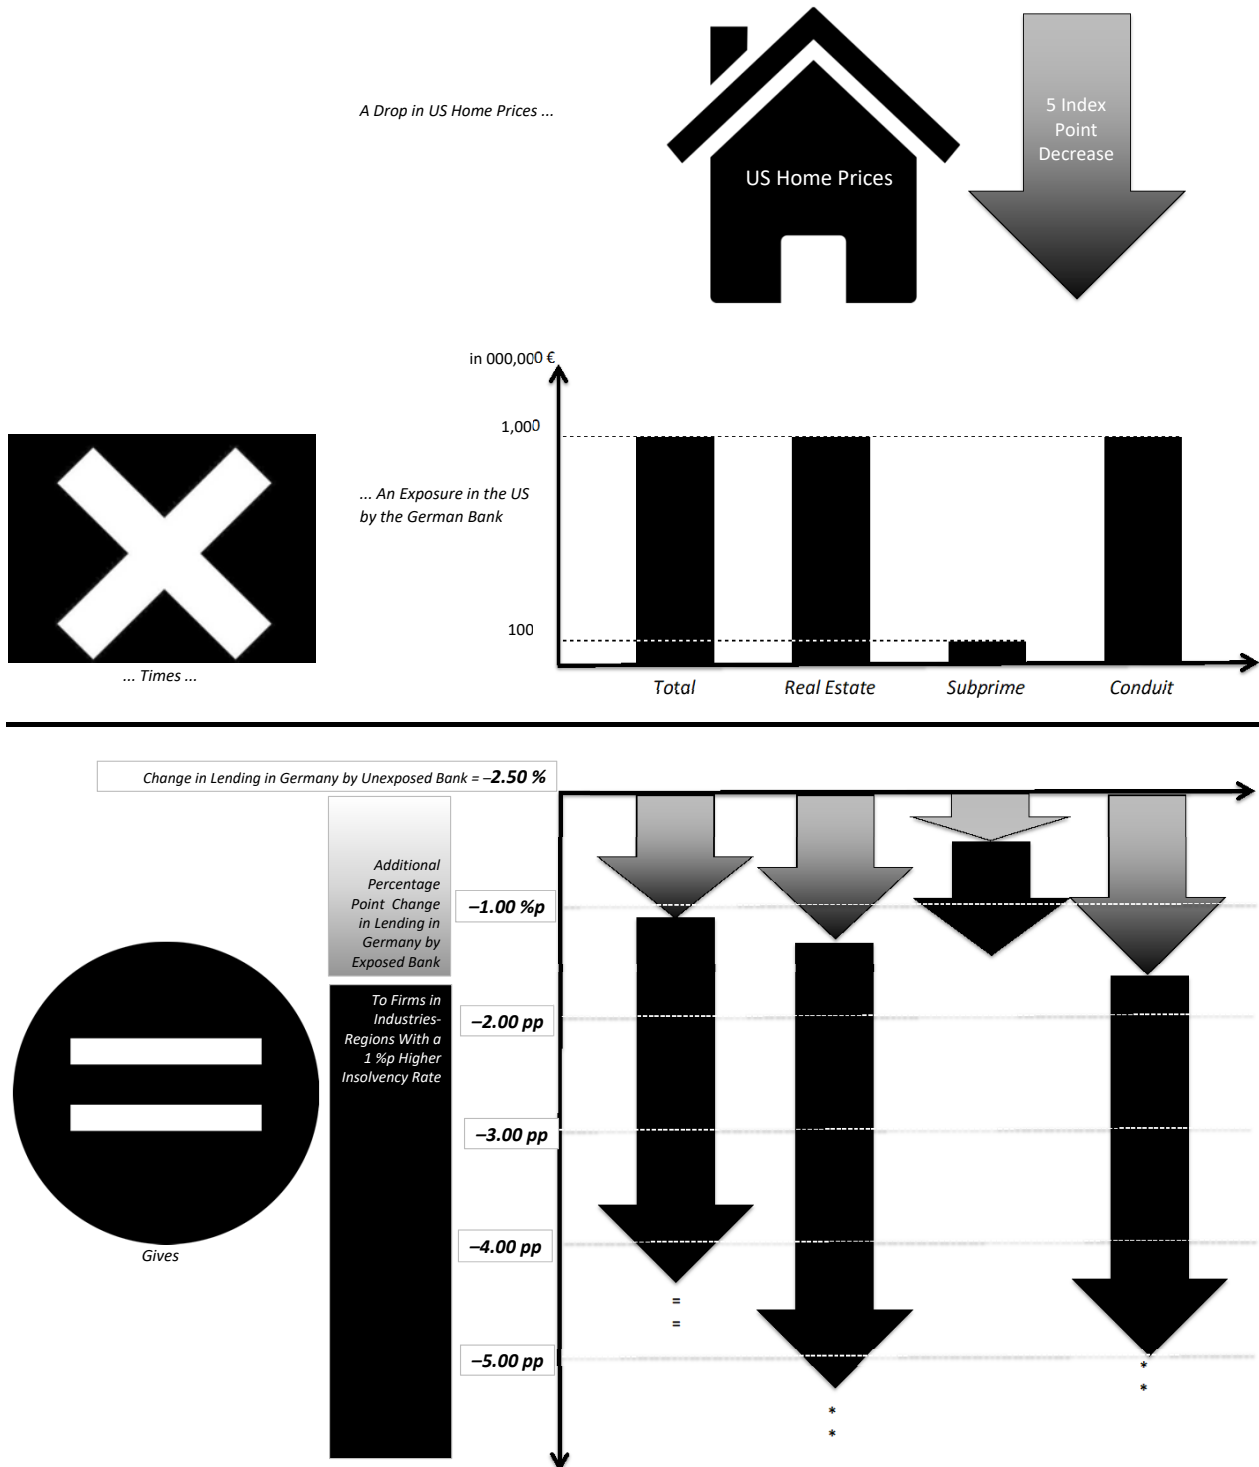 A Drop in US Home Prices ...
US Home Prices
5 Index
Point
Decrease
in 000,000 €
1,000
... An Exposure in the US
by the German Bank
100
... Times ...
Total
Real Estate
Subprime
Conduit
Change in Lending in Germany by Unexposed Bank = –2.50 %
Additional
Percentage
Point Change
in Lending in
Germany by
Exposed Bank
–1.00 %p
To Firms in
Industries-
Regions With a
1 %p Higher
Insolvency Rate
–2.00 pp
–3.00 pp
–4.00 pp
Gives
=
=
–5.00 pp
*
*
*
*